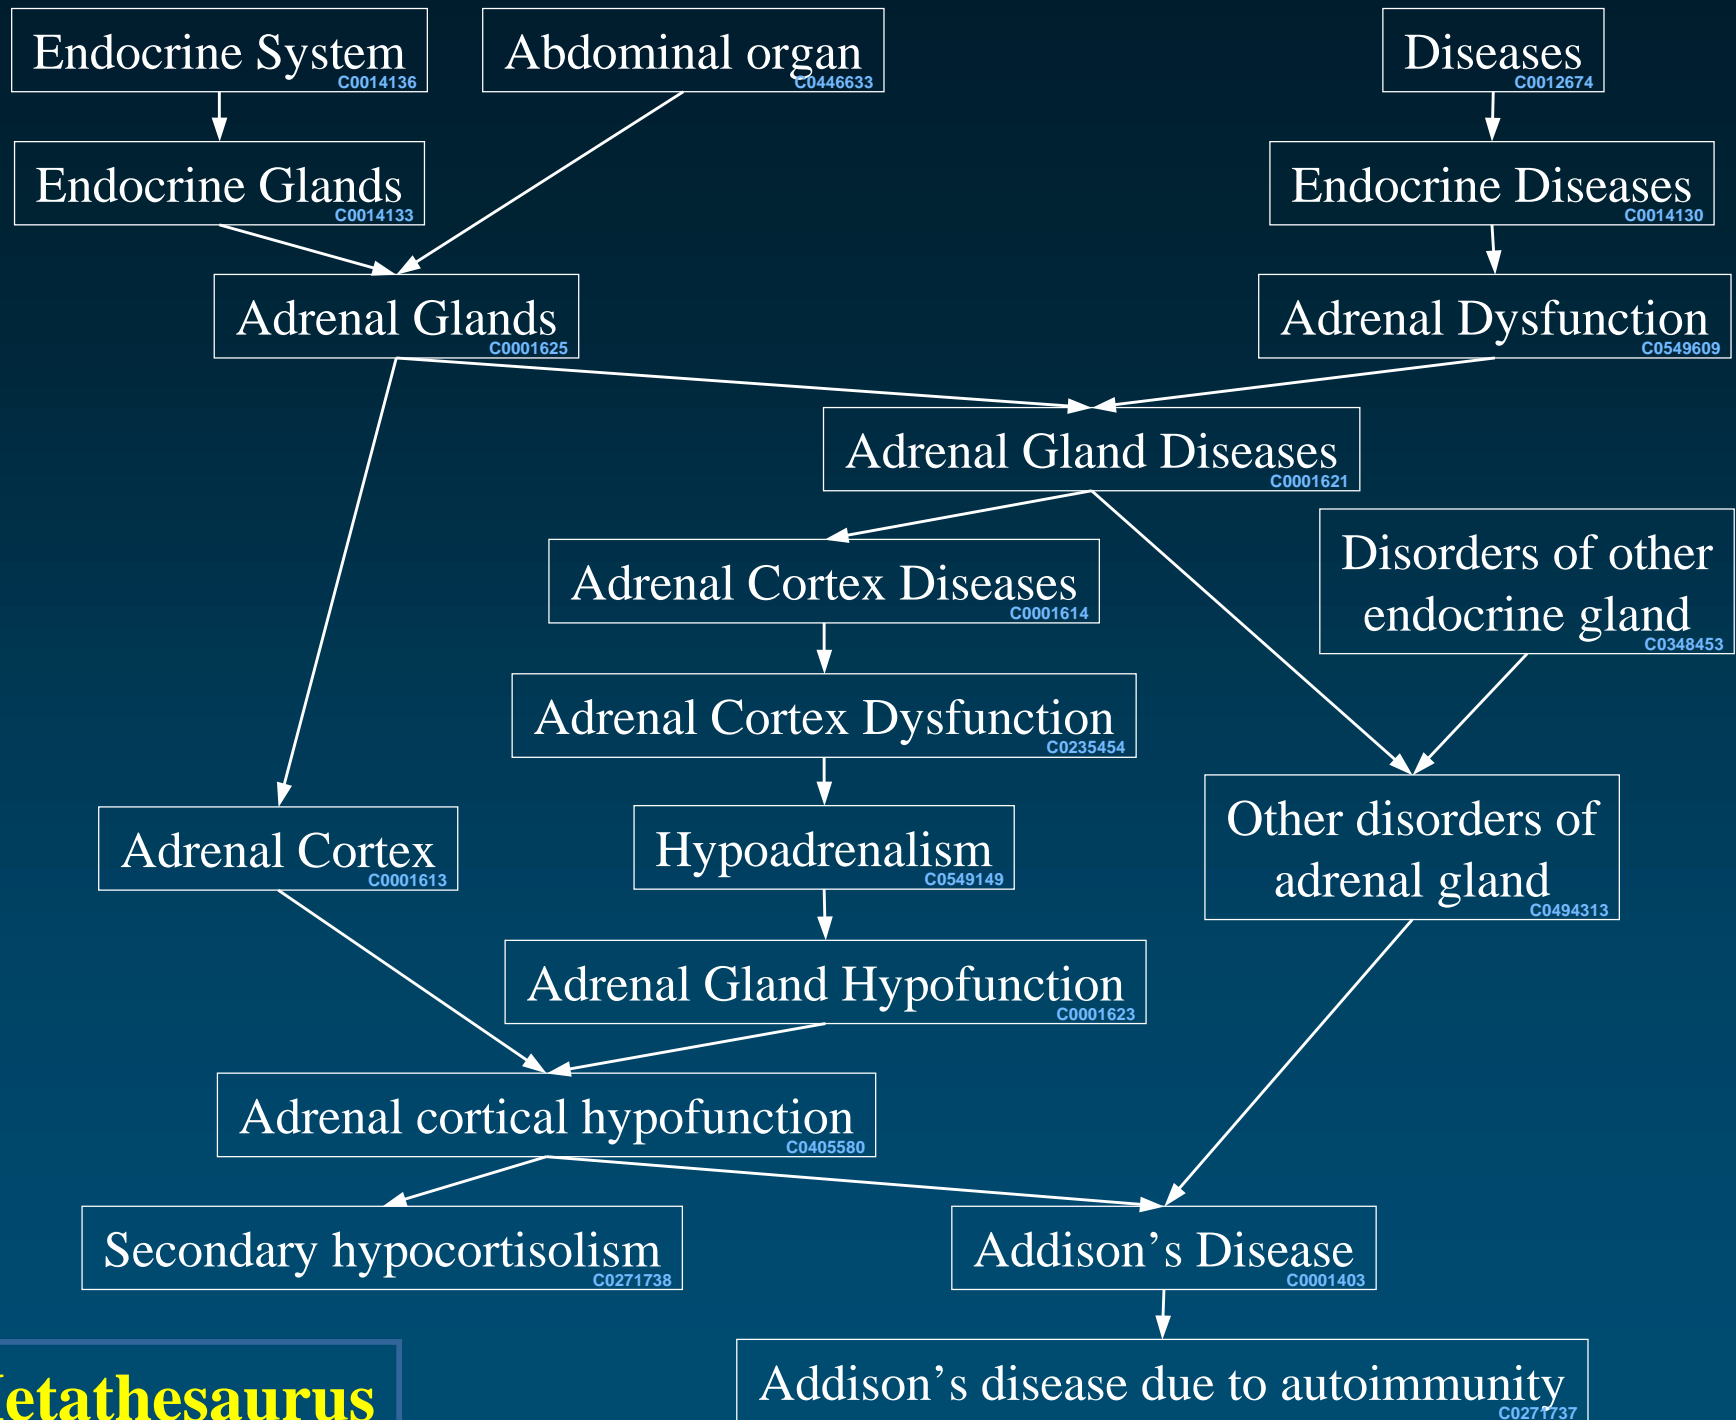 Endocrine System
C0014136
Abdominal organ
C0446633
Diseases
C0012674
Endocrine Glands
C0014133
Endocrine Diseases
C0014130
Adrenal Glands
C0001625
Adrenal Dysfunction
C0549609
Adrenal Gland Diseases
C0001621
Adrenal Cortex Diseases
C0001614
Disorders of other
endocrine gland
C0348453
Adrenal Cortex Dysfunction
C0235454
Adrenal Cortex
C0001613
Hypoadrenalism
C0549149
Other disorders of
adrenal gland
C0494313
Adrenal Gland Hypofunction
C0001623
Adrenal cortical hypofunction
C0405580
Secondary hypocortisolism
C0271738
Addison’s Disease
C0001403
Addison’s disease due to autoimmunity
C0271737
etathesaurus